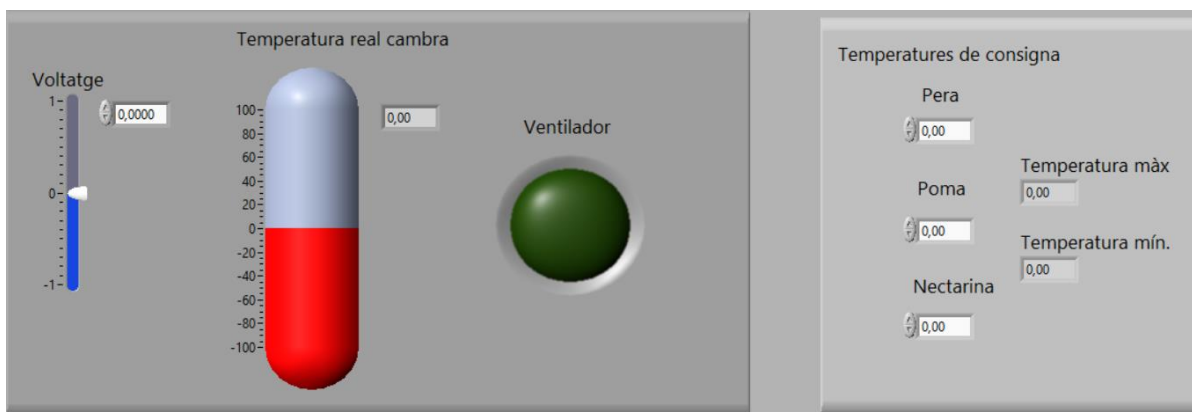 Temperatura real cambra
Voltatge
1
0
-1
0,0000
100
80
60
40
20
0
-20
-40
-60
-80
-100
0,00
Ventilador
Temperatures de consigna
Pera
0,00
Poma
0,00
Nectarina
0,00
Temperatura màx
0,00
Temperatura mín.
0,00